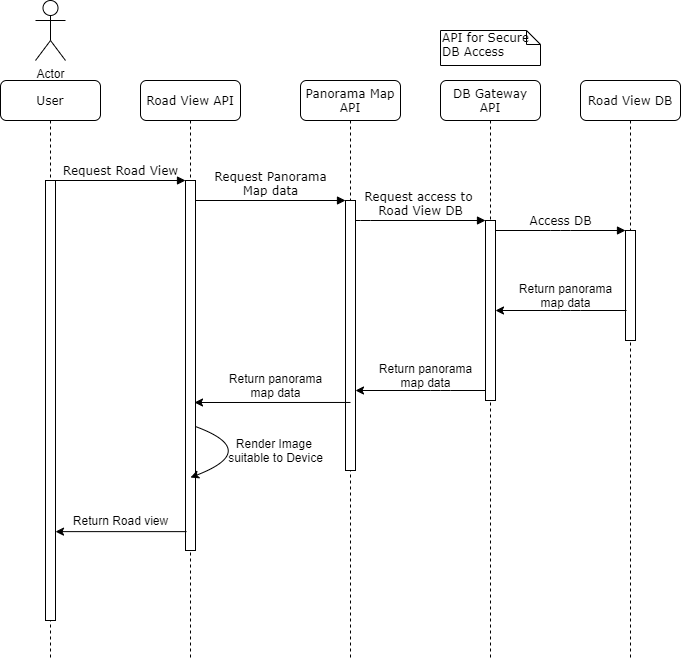 API for Secure
DB Access
Actor
User
Road View API
Panorama Map
API
DB Gateway
API
Road View DB
Request Road View
Request Panorama
Map data
Request access to
Road View DB
Access DB
Return panorama
map data
Return panorama
map data
Return panorama
map data
Render Image
suitable to Device
Return Road view